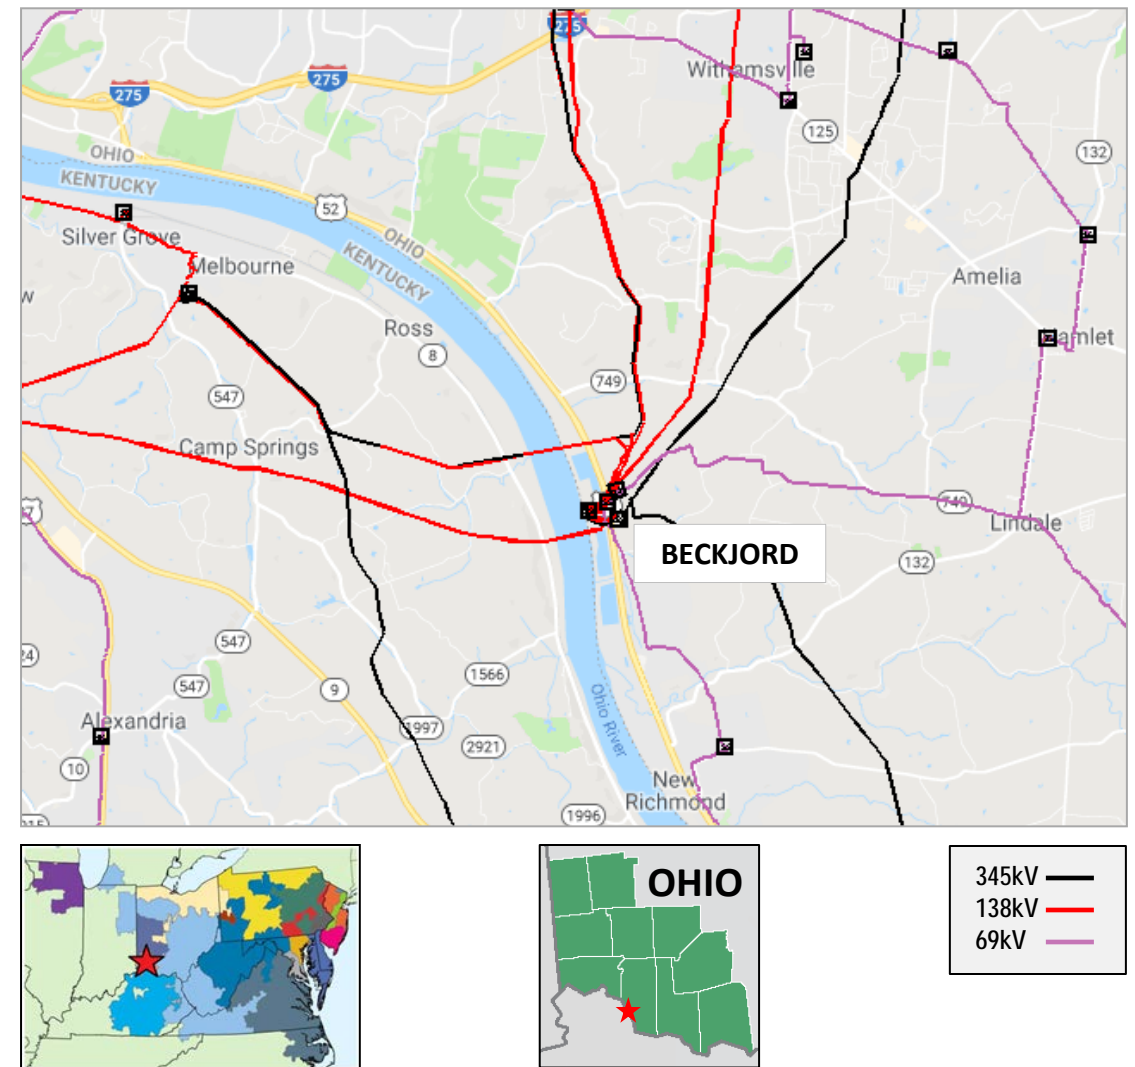 275
Withamsville
275
275
125
132
OHIO
KENTUCKY
52
Silver Grove
OHIO
KENTUCKY
Melbourne
Amelia
Ross
8
Hamlet
749
547
Camp Springs
749
Lindale
BECKJORD
132
547
1566
547
9
Ohio River
Alexandria
1997
2921
10
New
Richmond
1996
OHIO
345kV
138kV
69kV